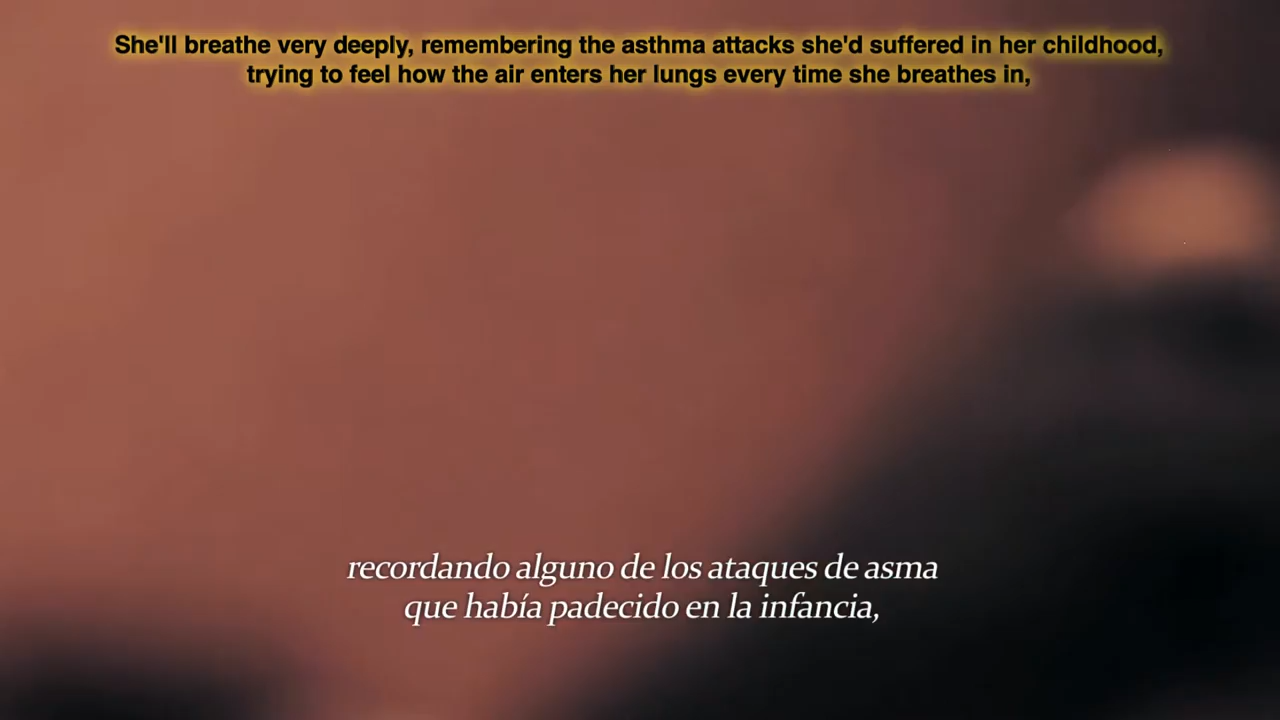 She'll breathe very deeply, remembering the asthma attacks she'd suffered in her childhood,
trying to feel how the air enters her lungs every time she breathes in,
recordando alguno de los ataques de asma
que había padecido en la infancia,